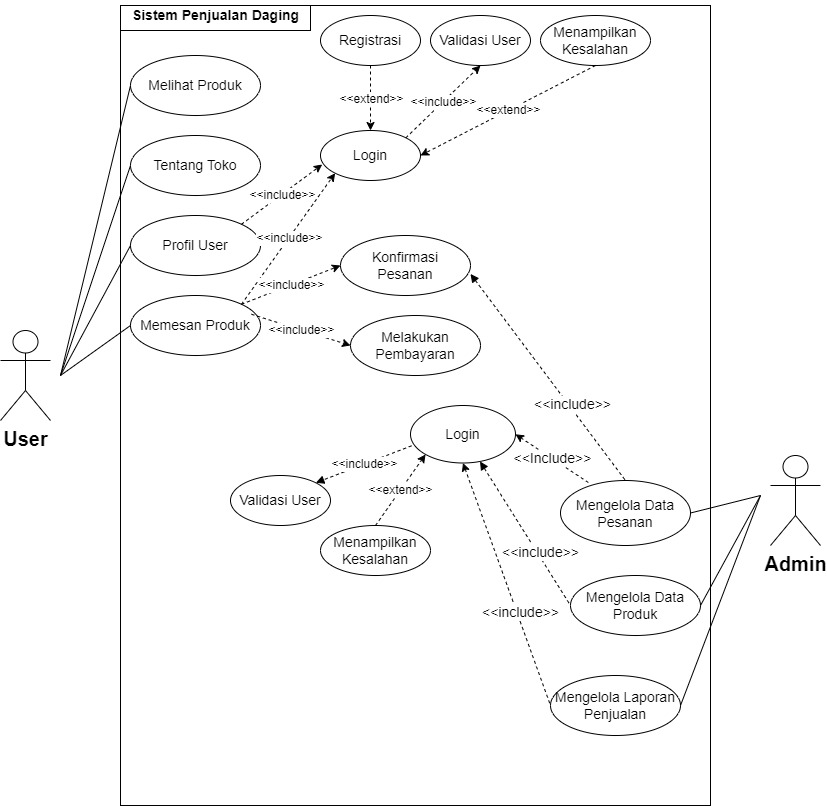 Sistem Penjualan Daging
Registrasi
Validasi User
Menampilkan
Kesalahan
Melihat Produk
<<extend>>
<<include>>
<<extend>>
Login
Tentang Toko
<<include>>
<<include>>
Profil User
Konfirmasi
Pesanan
<<include>>
Memesan Produk
<<include>>
Melakukan
Pembayaran
User
<<include>>
Login
<<include>>
<<Include>>
<<extend>>
Validasi User
Mengelola Data
Pesanan
Menampilkan
Kesalahan
<<include>>
Admin
Mengelola Data
Produk
<<include>>
Mengelola Laporan
Penjualan